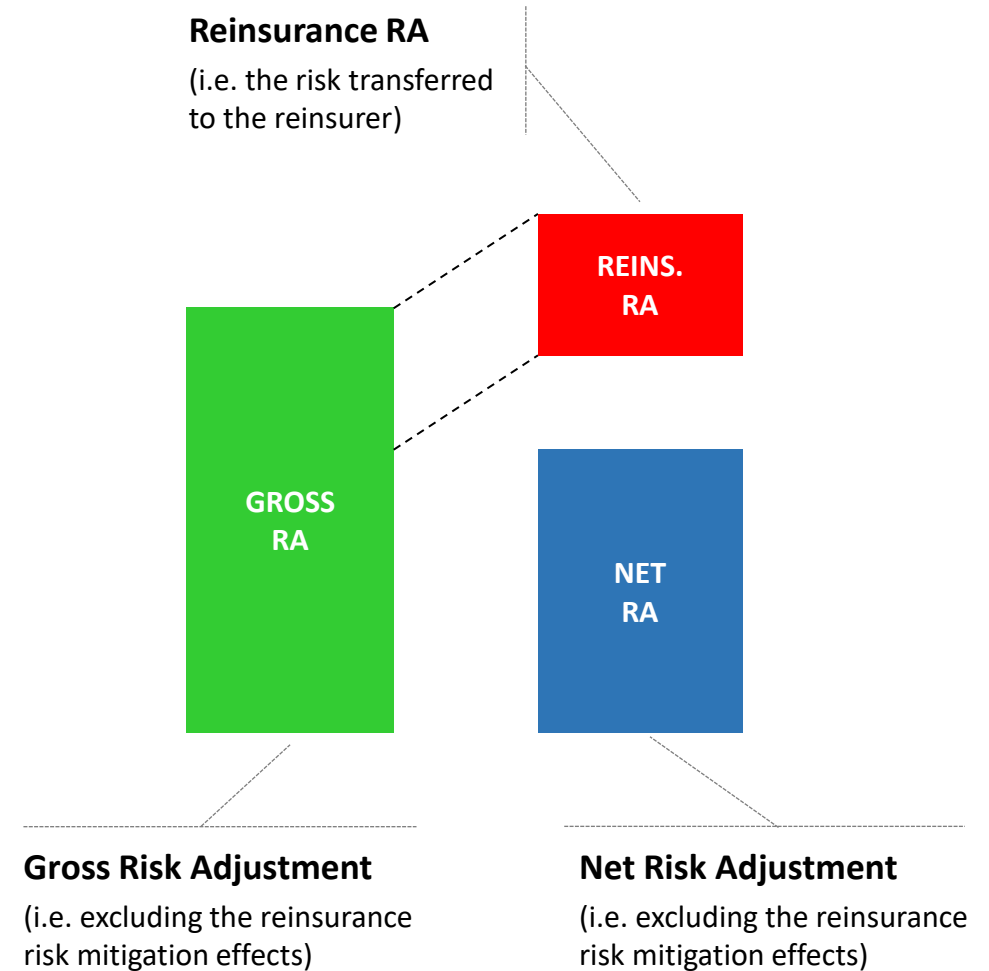 Reinsurance RA
(i.e. the risk transferred
to the reinsurer)
REINS.
RA
GROSS
RA
NET
RA
Gross Risk Adjustment
(i.e. excluding the reinsurance
risk mitigation effects)
Net Risk Adjustment
(i.e. excluding the reinsurance
risk mitigation effects)